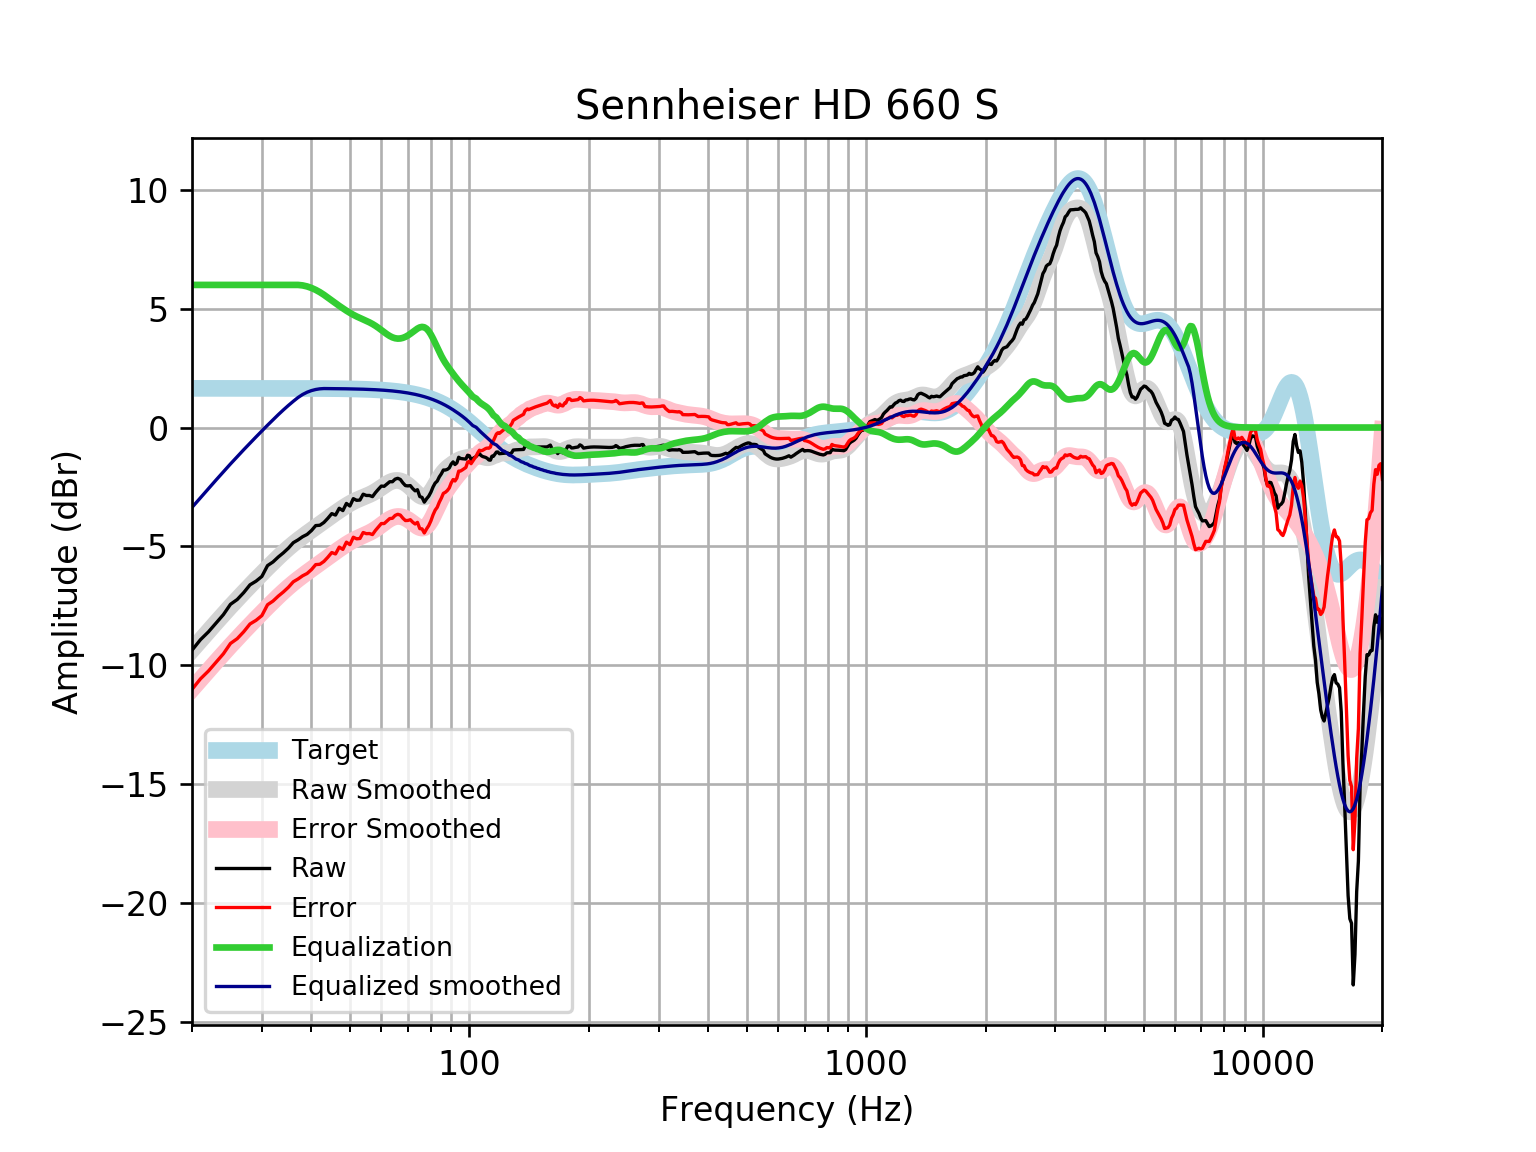 Sennheiser HD 660 S
10
5
0
−5
−10
−15
−20
−25
Amplitude (dBr)
Target
Raw Smoothed
Error Smoothed
Raw
Error
Equalization
Equalized smoothed
100
1000
10000
Frequency (Hz)